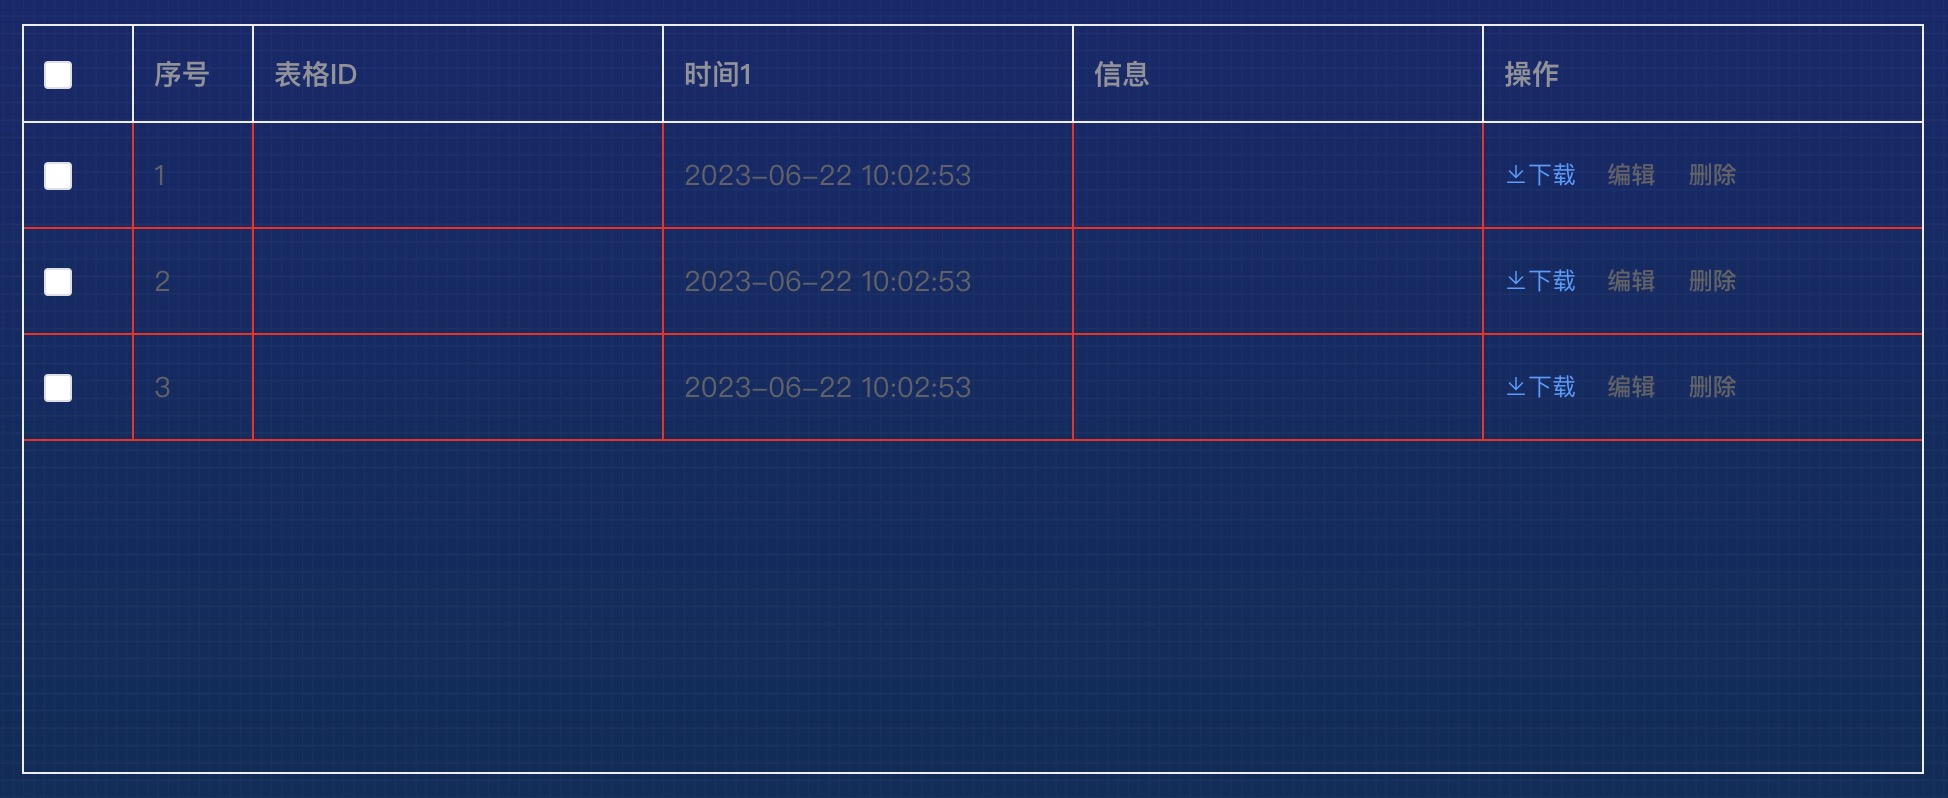 序号 表格ID 时间1 信息 操作
1 2023-06-22 10:02:53 下载 编辑 删除
2 2023-06-22 10:02:53 下载 编辑 删除
3 2023-06-22 10:02:53 下载 编辑 删除